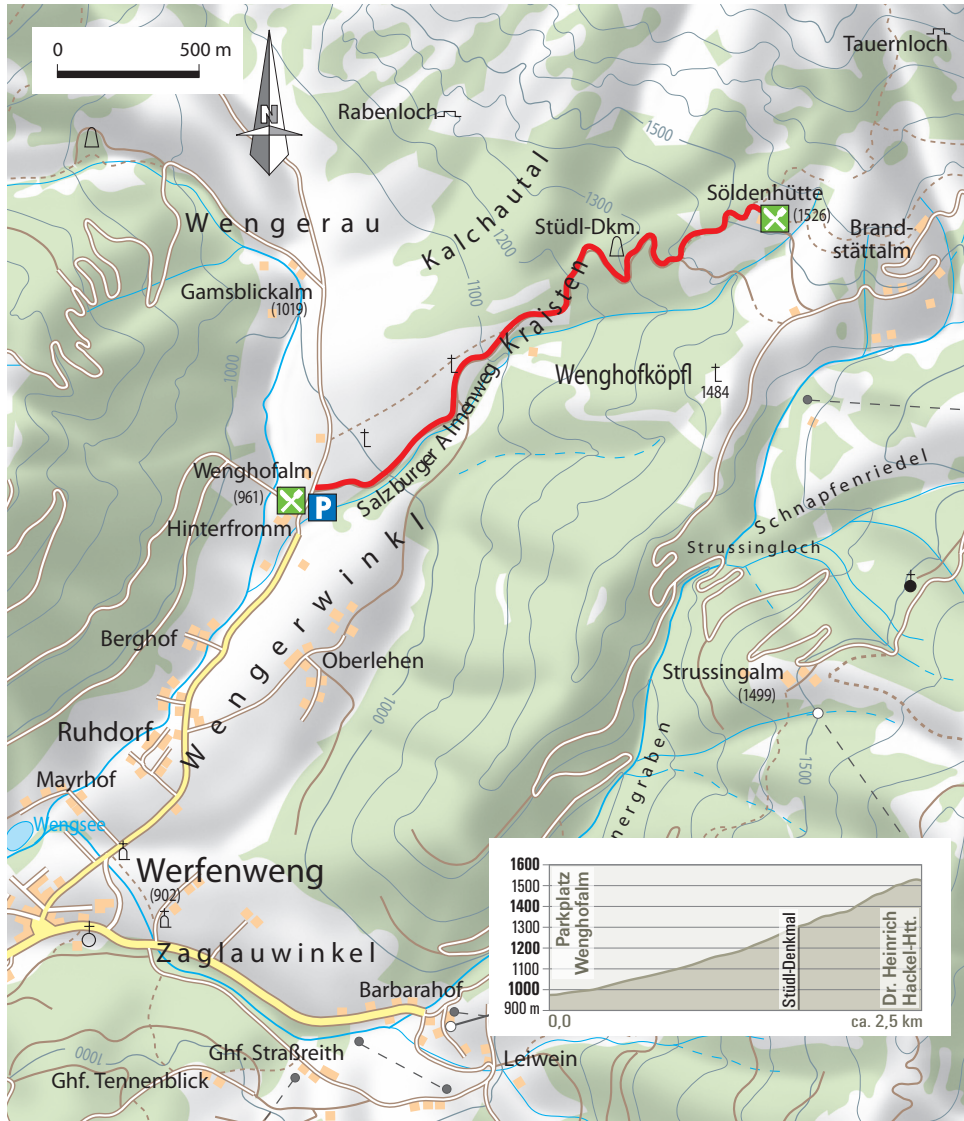 0
500 m
N
Tauernloch
Rabenloch
1500
Kalchautal
1300
1200
1100
Söldenhütte
(1526)
Stüdl-Dkm.
Brand-
stättalm
Wengerau
Gamsblickalm
(1019)
1000
Kraisten
Wenghofköpfl
1484
Salzburger Almenweg
Wenghofalm
(961)
P
Hinterfromm
Schnapfenriedel
Strussingloch
Wengerwinkl
Berghof
Oberlehen
Strussingalm
(1499)
1000
1500
Ruhdorf
Mayrhof
Wengsee
nergraben
Werfenweng
(902)
Zaglauwinkel
Barbarahof
Leiwein
Ghf. Straßreith
Ghf. Tennenblick
1000
1600
1500
1400
1300
1200
1100
1000
900 m
Parkplatz
Wenghofalm
Stüdl-Denkmal
Dr. Heinrich
Hackel-Htt.
0,0
ca. 2,5 km